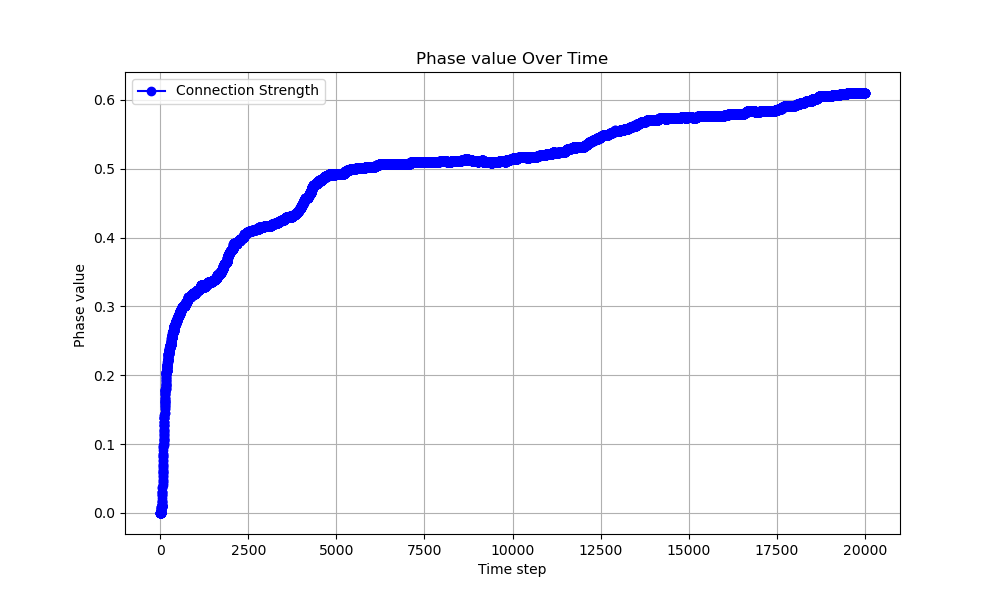 Phase value Over Time
Connection Strength
Phase value
0.6
0.5
0.4
0.3
0.2
0.1
0.0
0 2500 5000 7500 10000 12500 15000 17500 20000
Time step